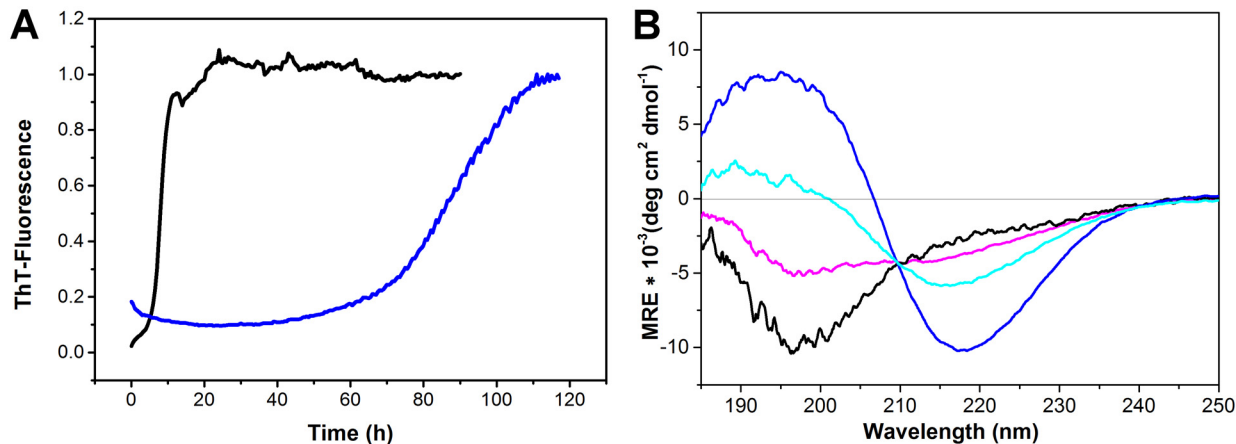 A
B
1.2
1.0
0.8
0.6
0.4
0.2
0.0
ThT-Fluorescence
0 20 40 60 80 100 120
Time (h)
10
5
0
-5
-10
MRE * 10⁻³(deg cm² dmol⁻¹)
190 200 210 220 230 240 250
Wavelength (nm)